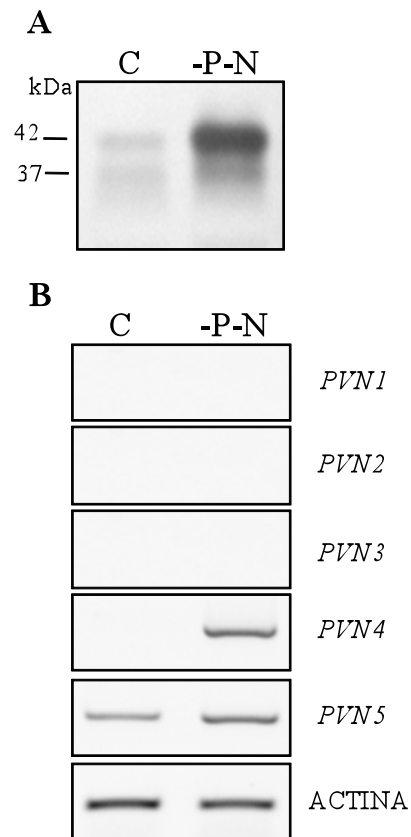 A
C -P-N
kDa
42
37
B
C -P-N
PVN1
PVN2
PVN3
PVN4
PVN5
ACTINA